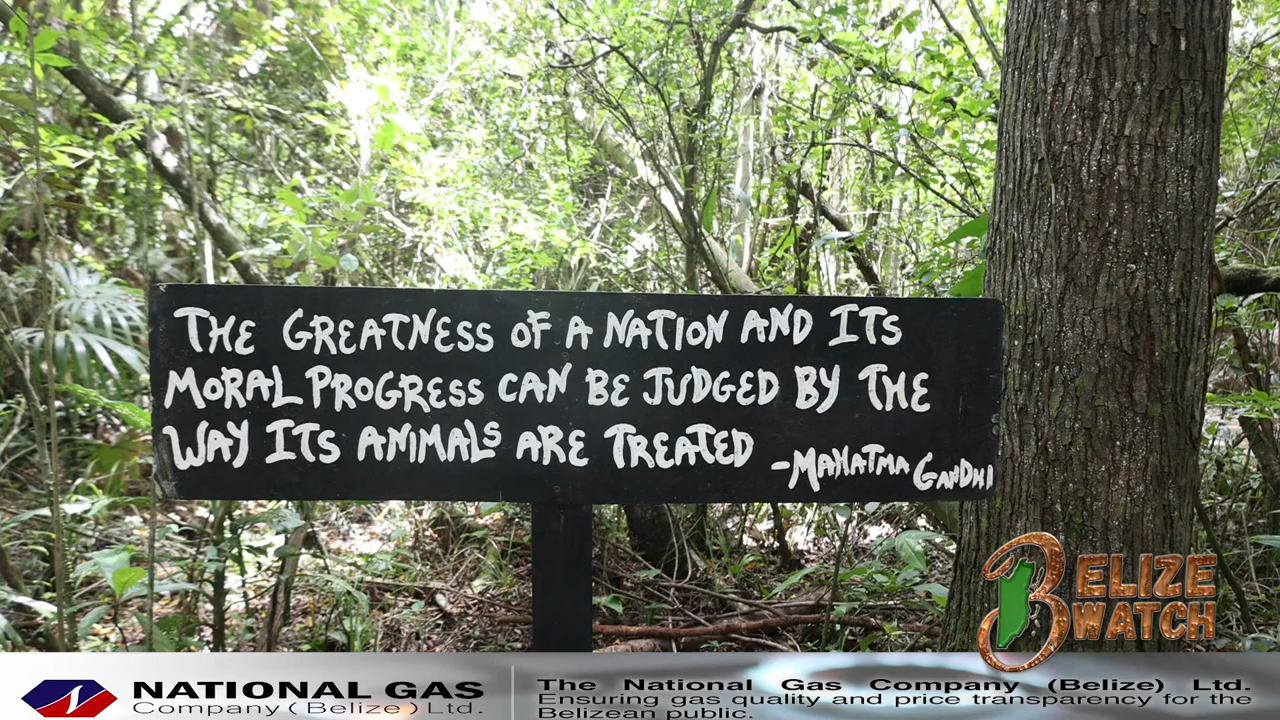 THE GREATNESS OF A NATION AND ITS
MORAL PROGRESS CAN BE JUDGED BY THE
WAY ITS ANIMALS ARE TREATED
-MAHATMA GANDHI
BELIZE
WATCH
NATIONAL GAS
Company (Belize) Ltd.
The National Gas Company (Belize) Ltd.
Ensuring gas quality and price transparency for the
Belizean public.